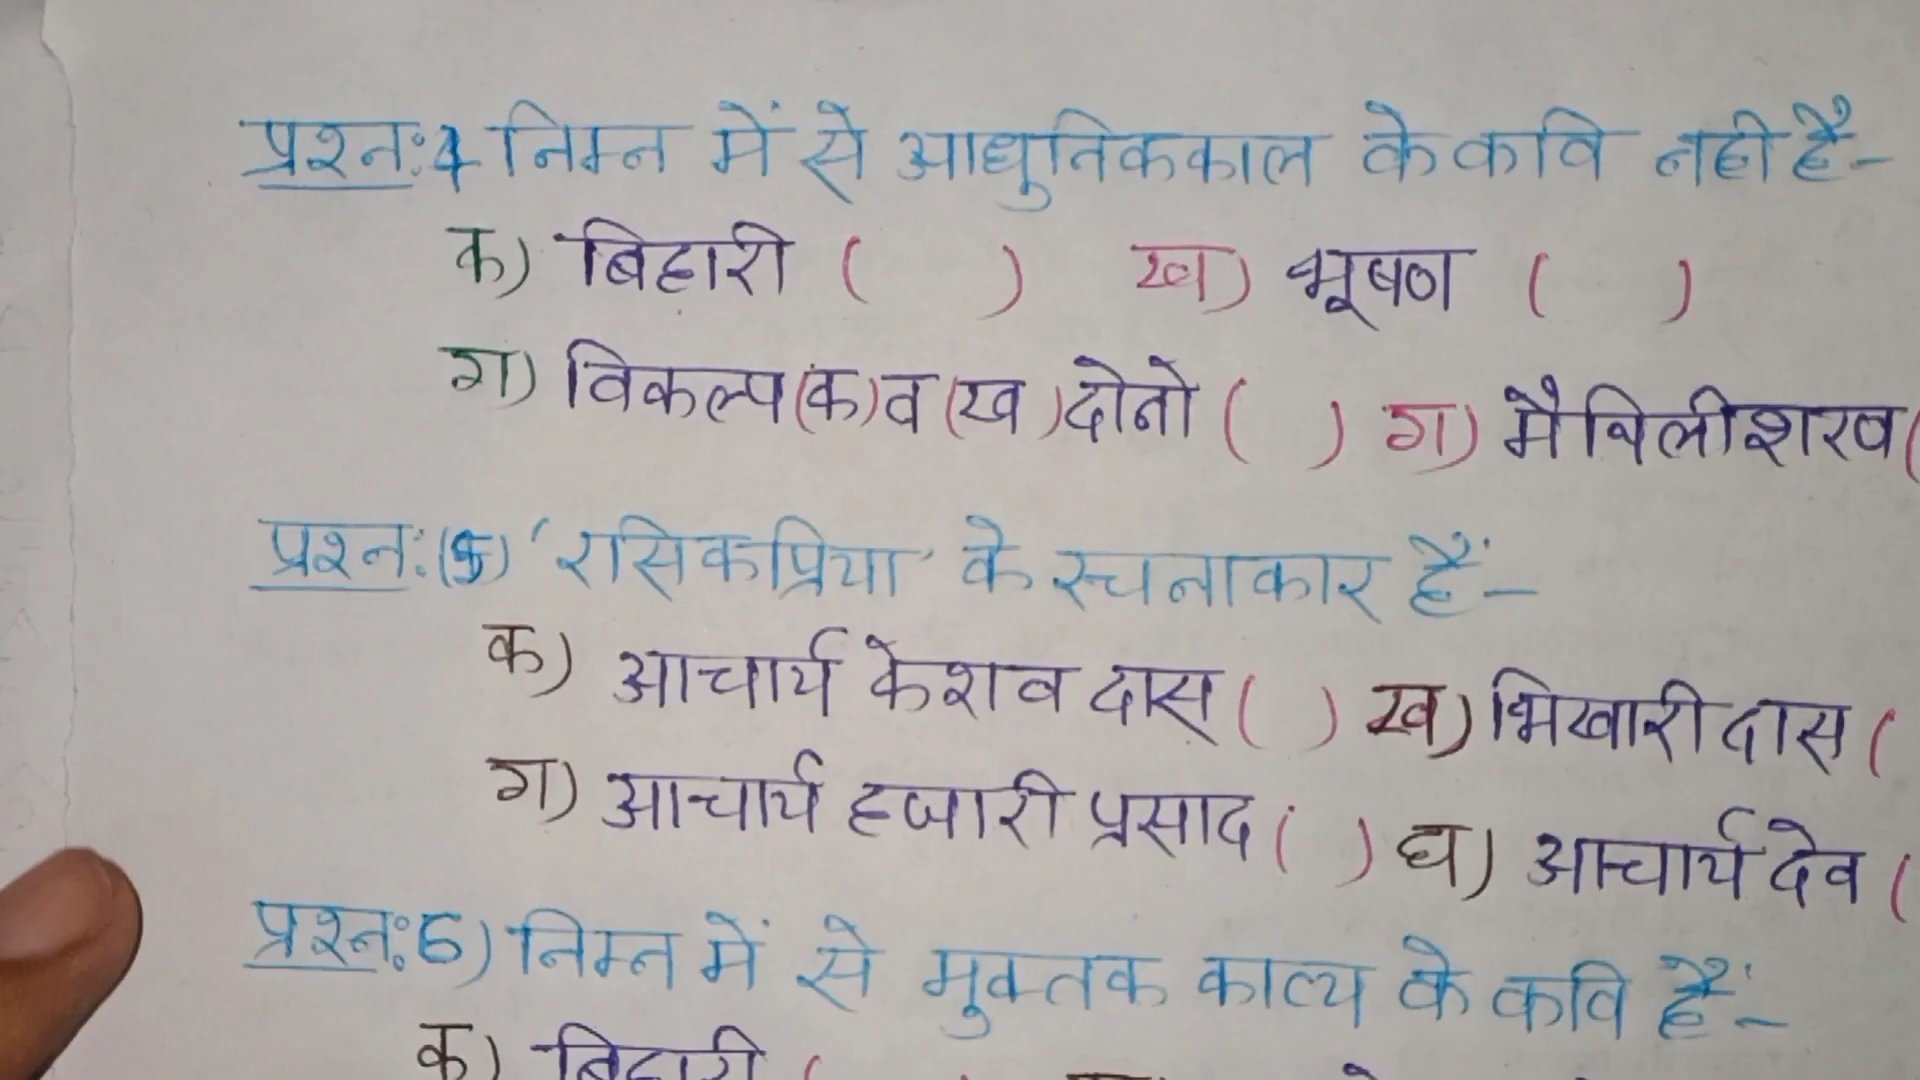 प्रश्न:4 निम्न में से आधुनिककाल के कवि नही है-
क) बिहारी ( ) ख) भूषण ( )
ग) विकल्प(क)व(ख)दोनो ( ) ग) मैथिलीशरण (
प्रश्न:(5) 'रसिकप्रिया' के रचनाकार हैं-
क) आचार्य केशव दास ( ) ख) भिखारी दास (
ग) आचार्य हजारी प्रसाद ( ) घ) आचार्य देव (
प्रश्न:6) निम्न में से मुक्तक काव्य के कवि हैं-
क) बिहारी (